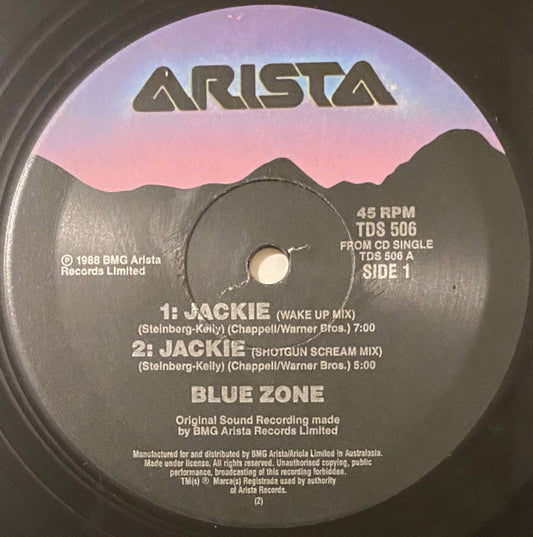 ARISTA
45 RPM
TDS 506
FROM CD SINGLE
TDS 506 A
SIDE 1
℗ 1988 BMG Arista
Records Limited
1: JACKIE (WAKE UP MIX)
(Steinberg-Kelly) (Chappell/Warner Bros.) 7:00
2: JACKIE (SHOTGUN SCREAM MIX)
(Steinberg-Kelly) (Chappell/Warner Bros.) 5:00
BLUE ZONE
Original Sound Recording made
by BMG Arista Records Limited
Manufactured for and distributed by BMG Arista/Ariola Limited in Australasia.
Made under license. All rights reserved. Unauthorised copying, public
performance, broadcasting of this recording forbidden.
TM(s) ® Marca(s) Registrada used by authority
of Arista Records.
(2)